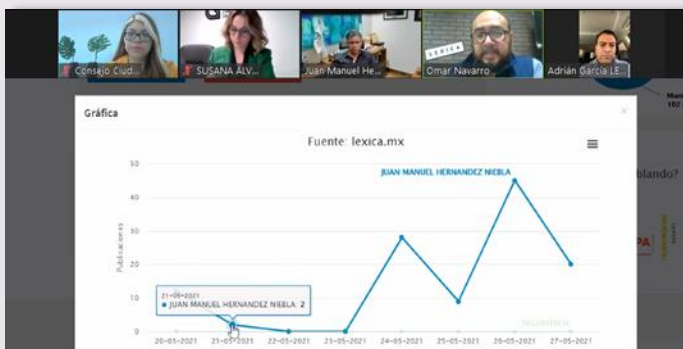 Consejo Ciud...
SUSANA ÁLV...
Juan Manuel He...
LEXICA
Omar Navarro
Adrián García LE...
Gráfica
×
Fuente: lexica.mx
JUAN MANUEL HERNANDEZ NIEBLA
blando?
Publicaciones
50
40
30
20
10
0
21-05-2021
JUAN MANUEL HERNANDEZ NIEBLA: 2
20-05-2021
21-05-2021
22-05-2021
23-05-2021
24-05-2021
25-05-2021
26-05-2021
27-05-2021